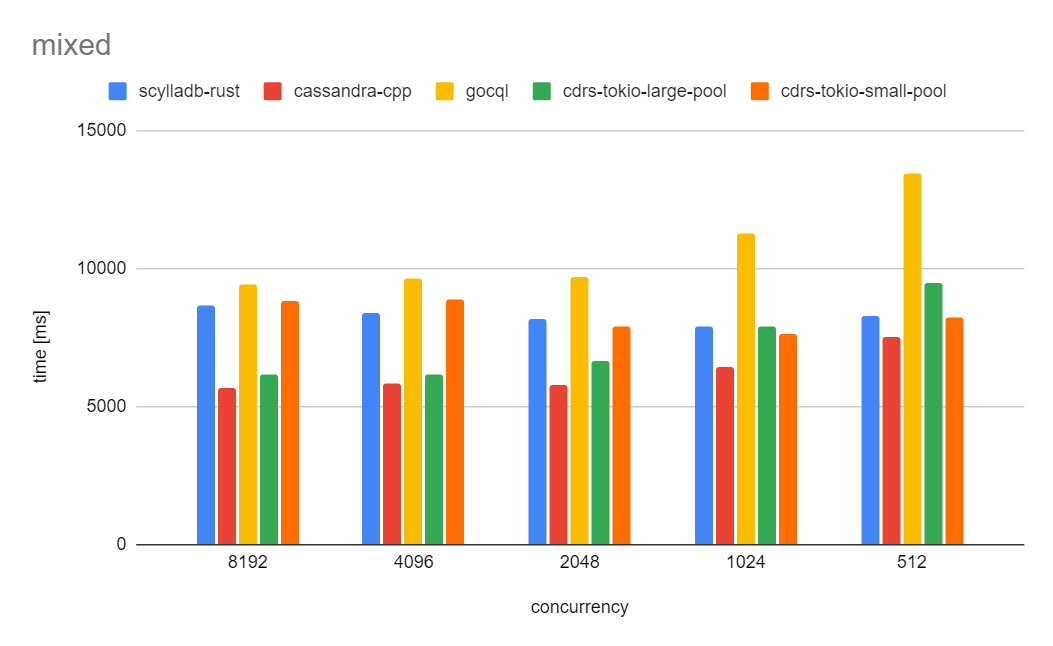 mixed
scylladb-rust cassandra-cpp gocql cdrs-tokio-large-pool cdrs-tokio-small-pool
15000
10000
5000
0
time [ms]
8192 4096 2048 1024 512
concurrency